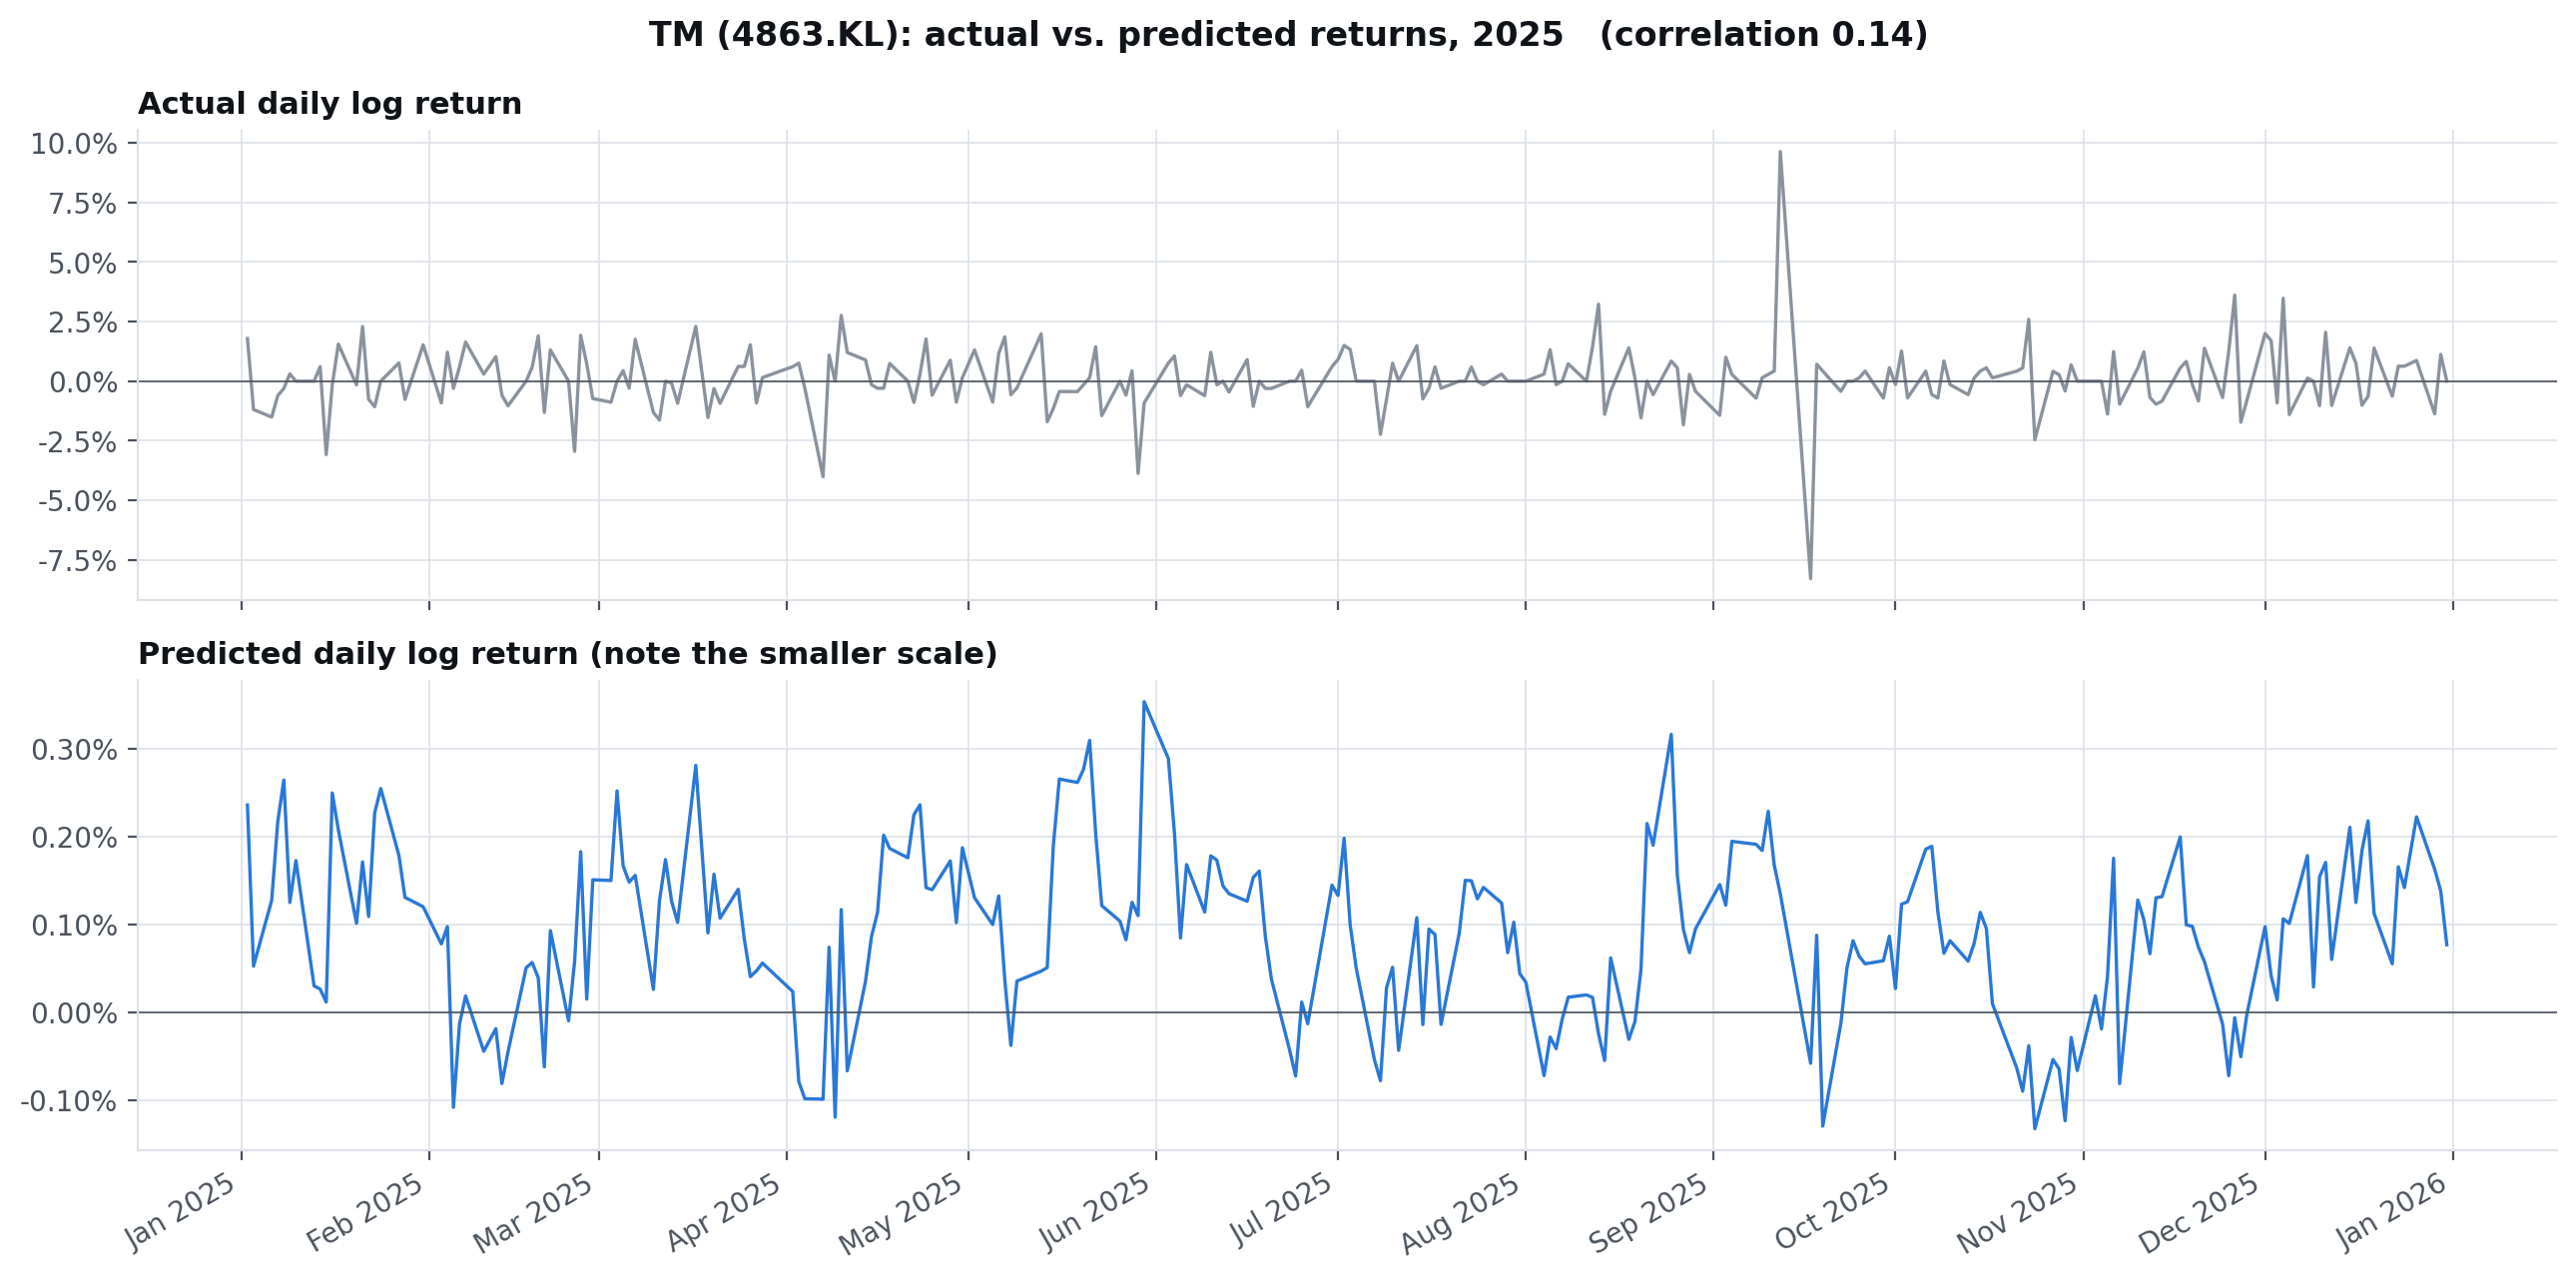 TM (4863.KL): actual vs. predicted returns, 2025   (correlation 0.14)
Actual daily log return
10.0%
7.5%
5.0%
2.5%
0.0%
-2.5%
-5.0%
-7.5%
Predicted daily log return (note the smaller scale)
0.30%
0.20%
0.10%
0.00%
-0.10%
Jan 2025
Feb 2025
Mar 2025
Apr 2025
May 2025
Jun 2025
Jul 2025
Aug 2025
Sep 2025
Oct 2025
Nov 2025
Dec 2025
Jan 2026